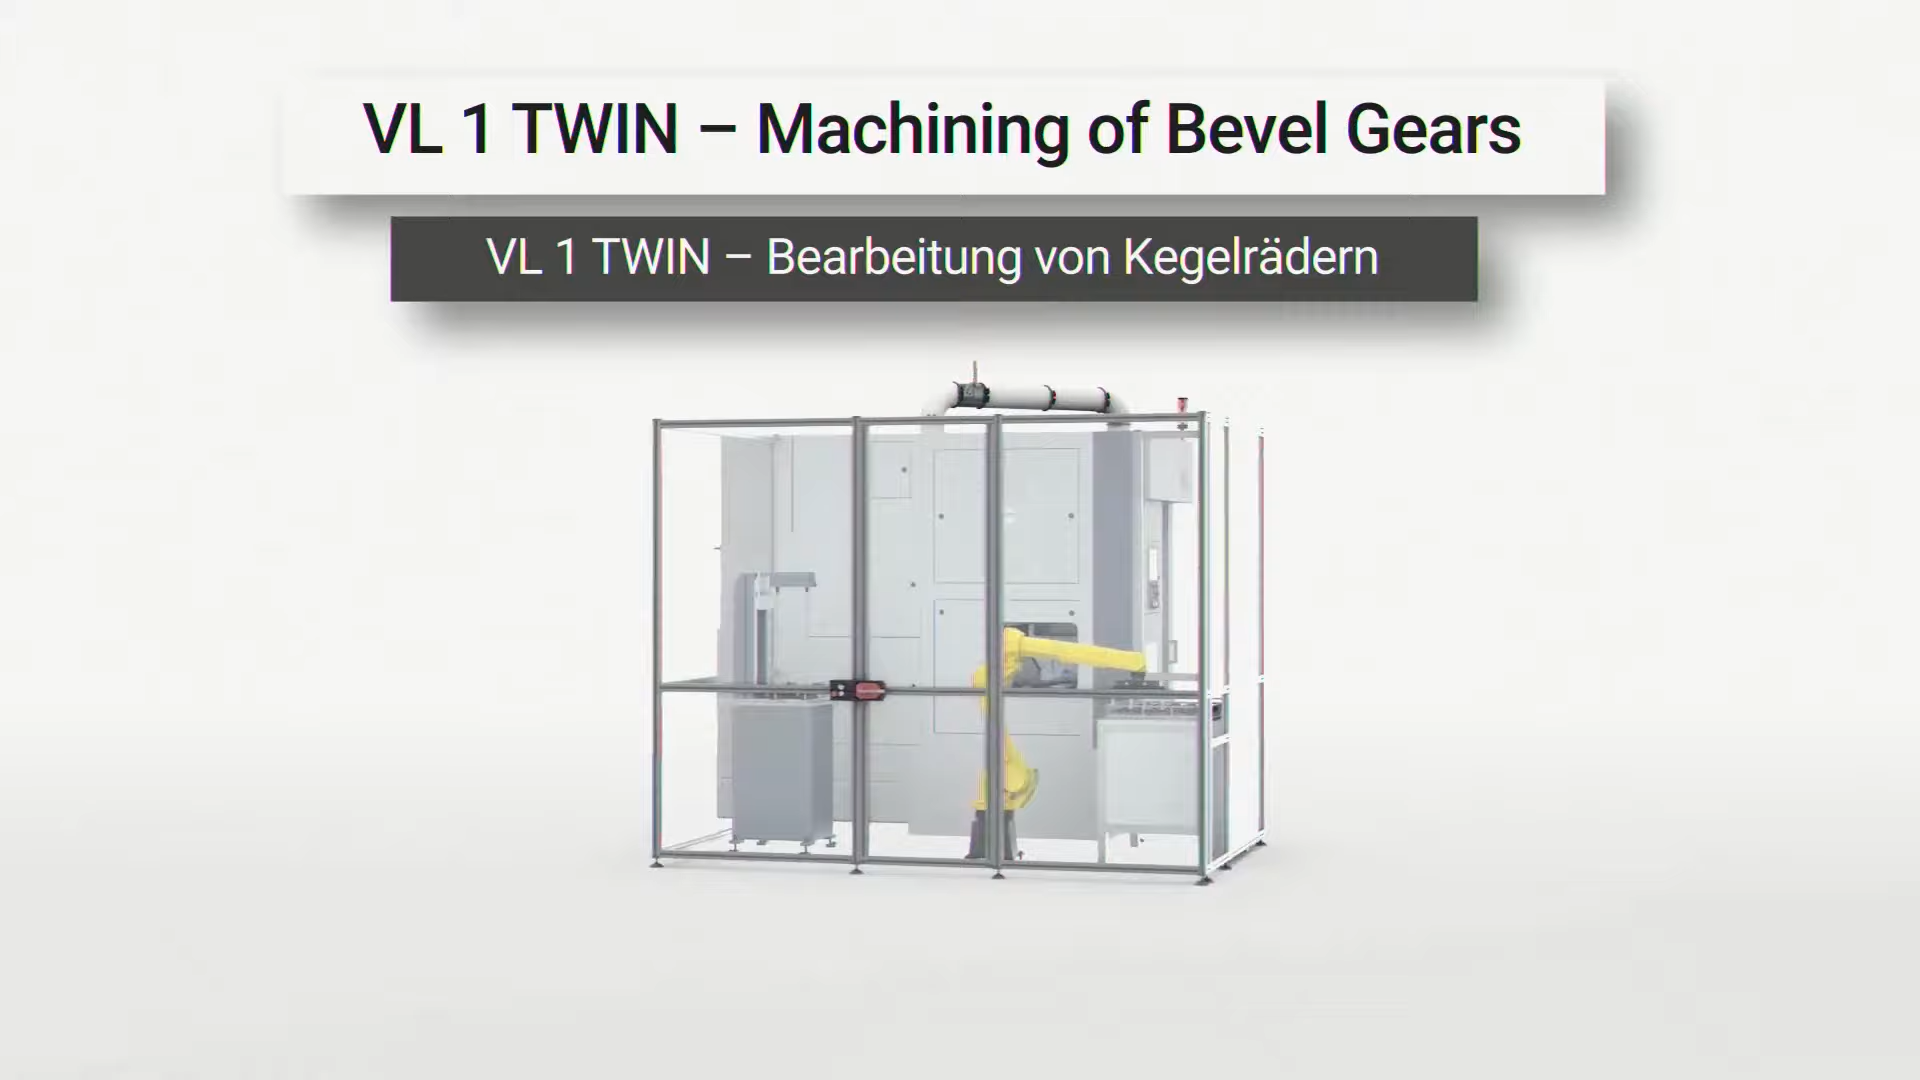 VL 1 TWIN – Machining of Bevel Gears
VL 1 TWIN – Bearbeitung von Kegelrädern